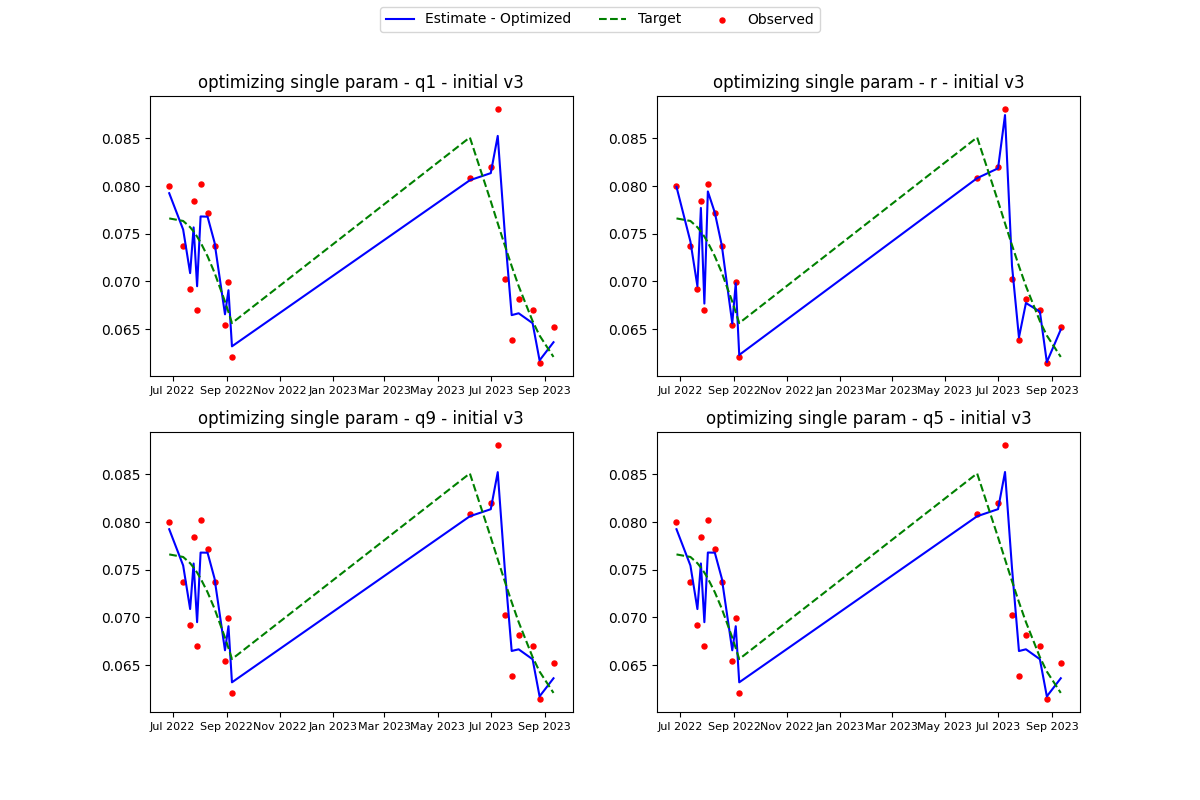 Estimate - Optimized Target Observed
optimizing single param - q1 - initial v3
optimizing single param - r - initial v3
0.085
0.080
0.075
0.070
0.065
Jul 2022 Sep 2022 Nov 2022 Jan 2023 Mar 2023 May 2023 Jul 2023 Sep 2023
0.085
0.080
0.075
0.070
0.065
Jul 2022 Sep 2022 Nov 2022 Jan 2023 Mar 2023 May 2023 Jul 2023 Sep 2023
optimizing single param - q9 - initial v3
optimizing single param - q5 - initial v3
0.085
0.080
0.075
0.070
0.065
Jul 2022 Sep 2022 Nov 2022 Jan 2023 Mar 2023 May 2023 Jul 2023 Sep 2023
0.085
0.080
0.075
0.070
0.065
Jul 2022 Sep 2022 Nov 2022 Jan 2023 Mar 2023 May 2023 Jul 2023 Sep 2023